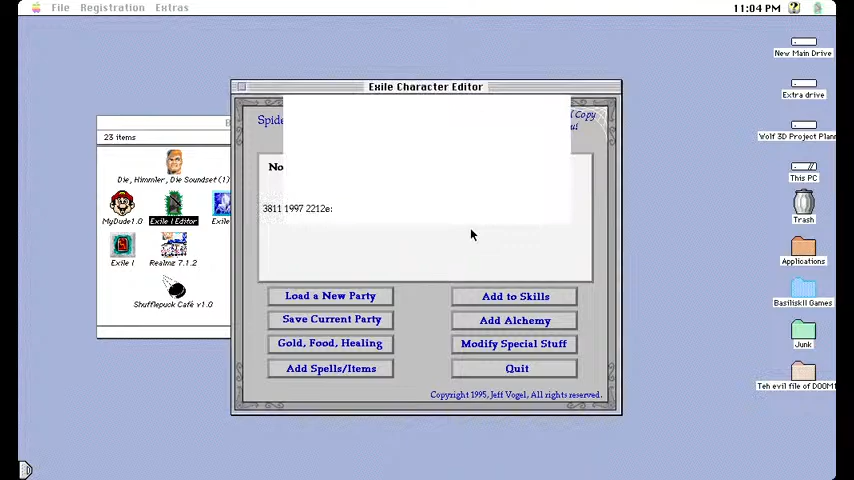 File Registration Extras 11:04 PM
New Main Drive
Extra drive
Wolf 3D Project
This PC
Trash
Applications
BasiliskII Games
Junk
Teh evil file of DOOM!
23 items
Die, Himmler, Die Soundset (1)
MyDude1.0 Exile I Editor Exile
Exile I Realmz 7.1.2
Shufflepuck Café v1.0
Exile Character Editor
Spide
Copy
No
3811 1997 2212e:
Load a New Party Add to Skills
Save Current Party Add Alchemy
Gold, Food, Healing Modify Special Stuff
Add Spells/Items Quit
Copyright 1995, Jeff Vogel, All rights reserved.